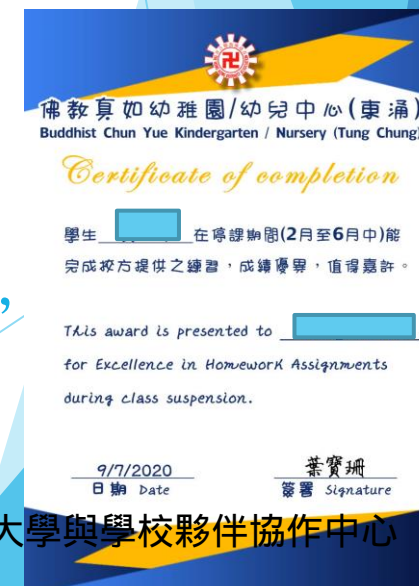 佛教真如幼稚園/幼兒中心(東涌)
Buddhist Chun Yue Kindergarten / Nursery (Tung Chung)
Certificate of completion
學生 在停課期間(2月至6月中)能
完成校方提供之練習，成績優異，值得嘉許。
,
This award is presented to
for Excellence in Homework Assignments
during class suspension.
9/7/2020
葉寶珊
日期 Date
簽署 Signature
大學與學校夥伴協作中心